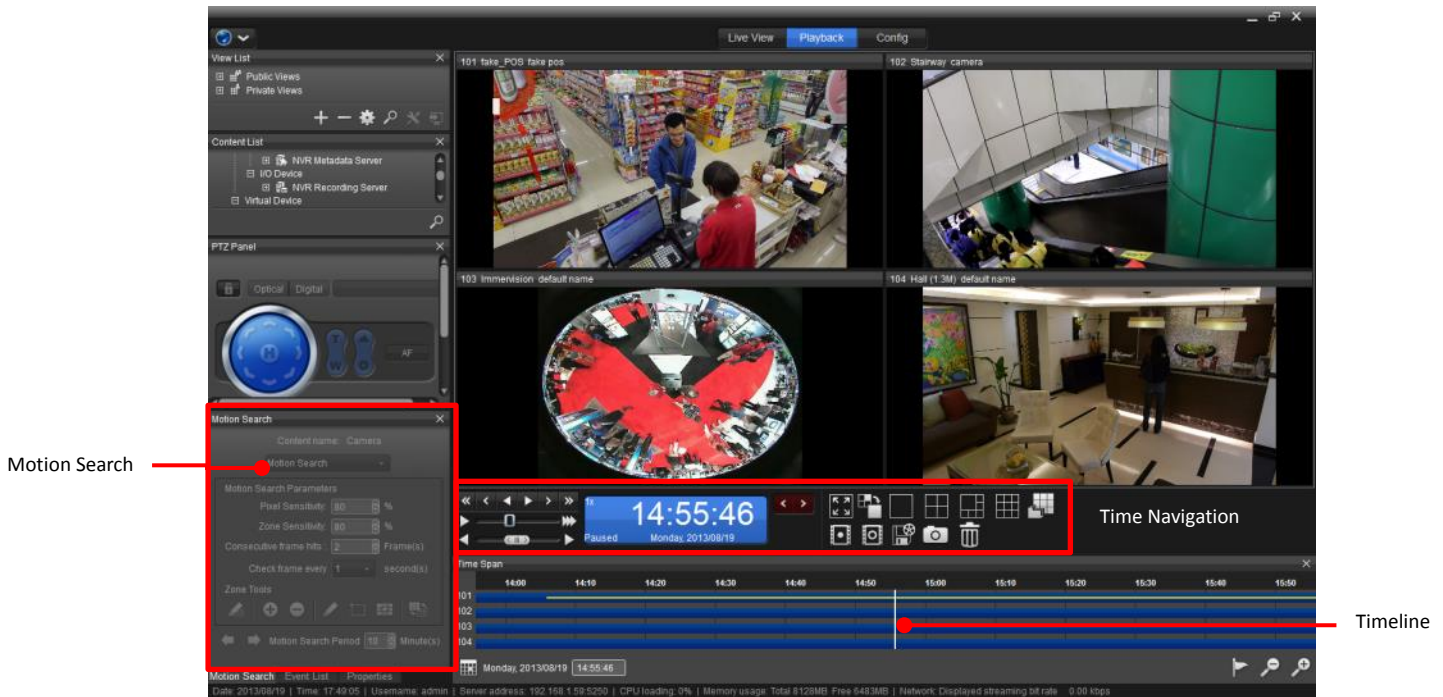 Live View Playback Config
View List
Public Views
Private Views
Content List
NVR Metadata Server
I/O Device
NVR Recording Server
Virtual Device
PTZ Panel
Optical Digital
T
H
W
AF
101 fake_POS fake pos
102 Stairway camera
103 Immervision default name
104 Hall (1.3M) default name
Motion Search
Motion Search
Content name: Camera
Motion Search
Motion Search Parameters
Pixel Sensitivity 80 %
Zone Sensitivity 80 %
Consecutive frame hits 2 Frame(s)
Check frame every 1 second(s)
Zone Tools
Motion Search Period 10 Minute(s)
Motion Search Event List Properties
1x
14:55:46
Paused Monday, 2013/08/19
Time Navigation
Time Span
14:00 14:10 14:20 14:30 14:40 14:50 15:00 15:10 15:20 15:30 15:40 15:50
101
102
103
104
Timeline
Monday, 2013/08/19 14:55:46
Date: 2013/08/19 | Time: 17:49:05 | Username: admin | Server address: 192.168.1.59:5250 | CPU loading: 0% | Memory usage: Total 8128MB Free 6483MB | Network: Displayed streaming bit rate 0.00 kbps